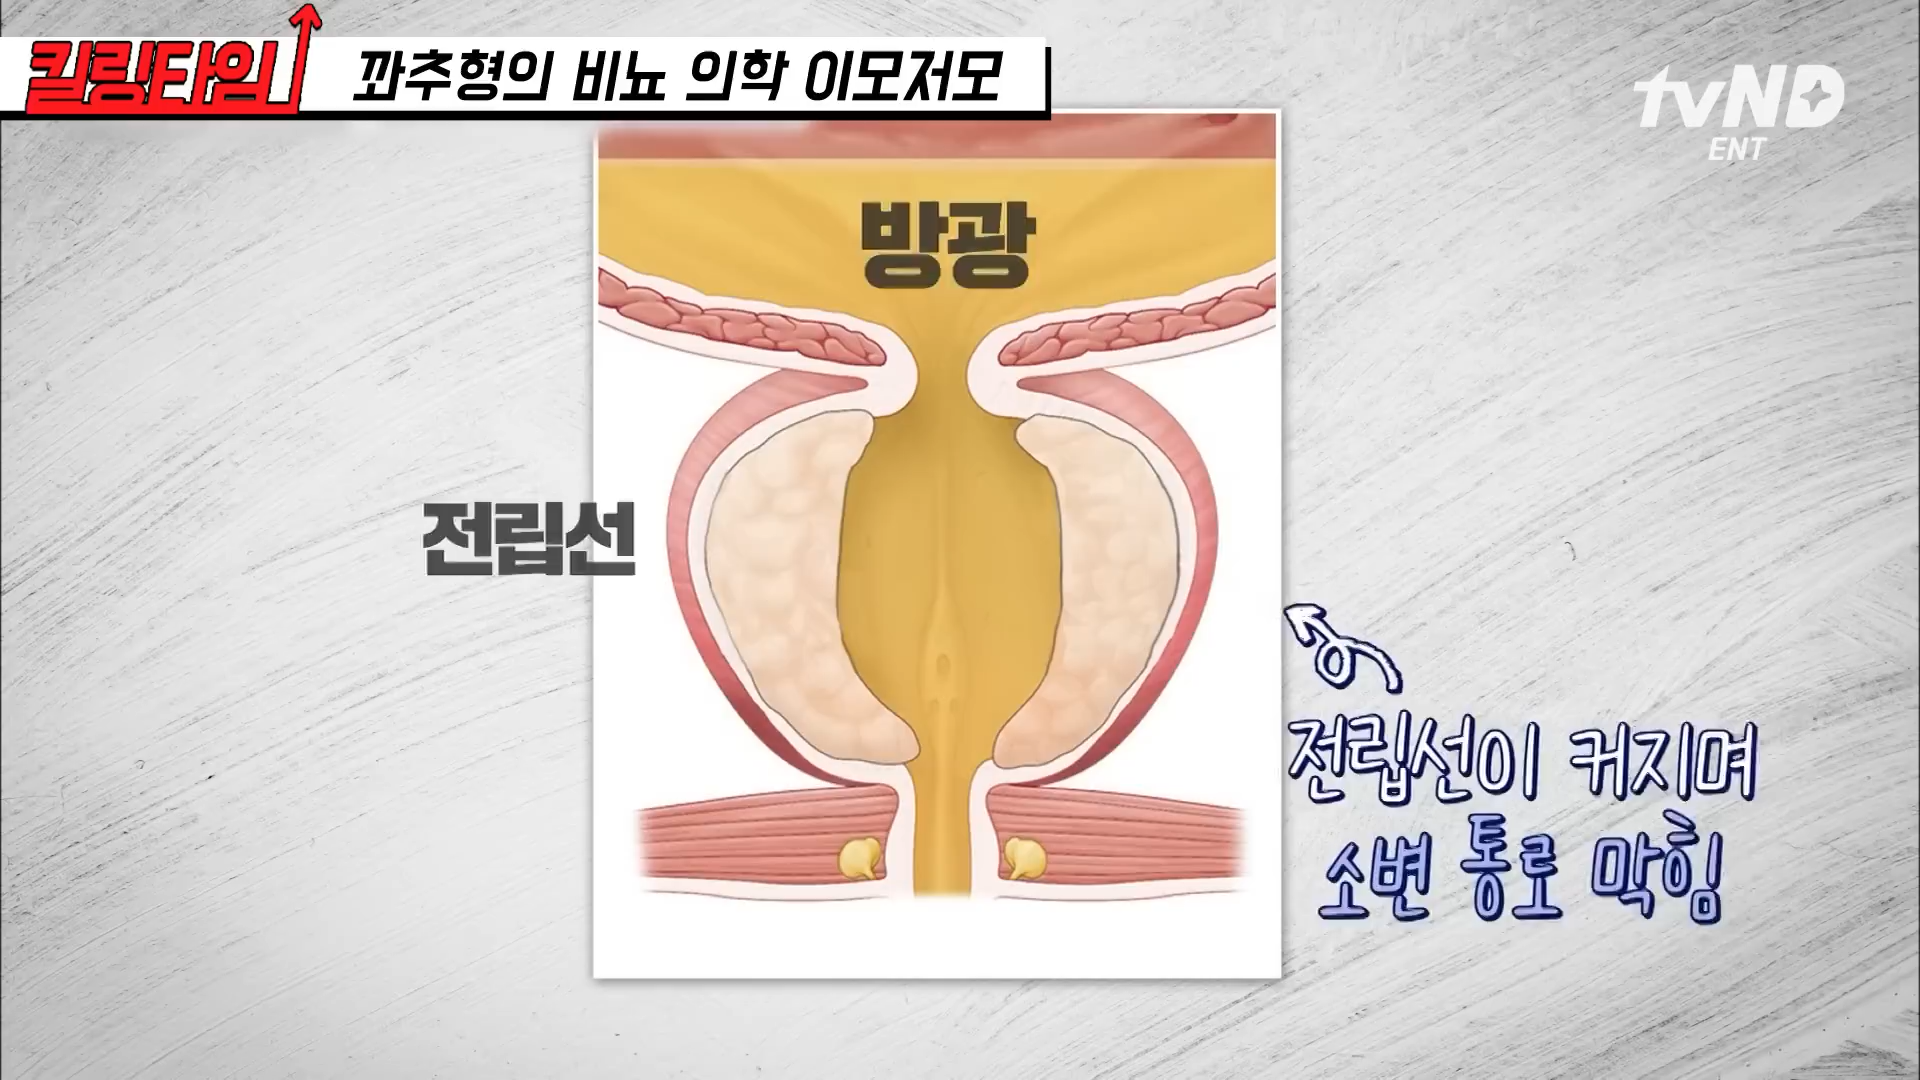 킬링타임
꽈추형의 비뇨 의학 이모저모
tvND
ENT
방광
전립선
전립선이 커지며
소변 통로 막힘